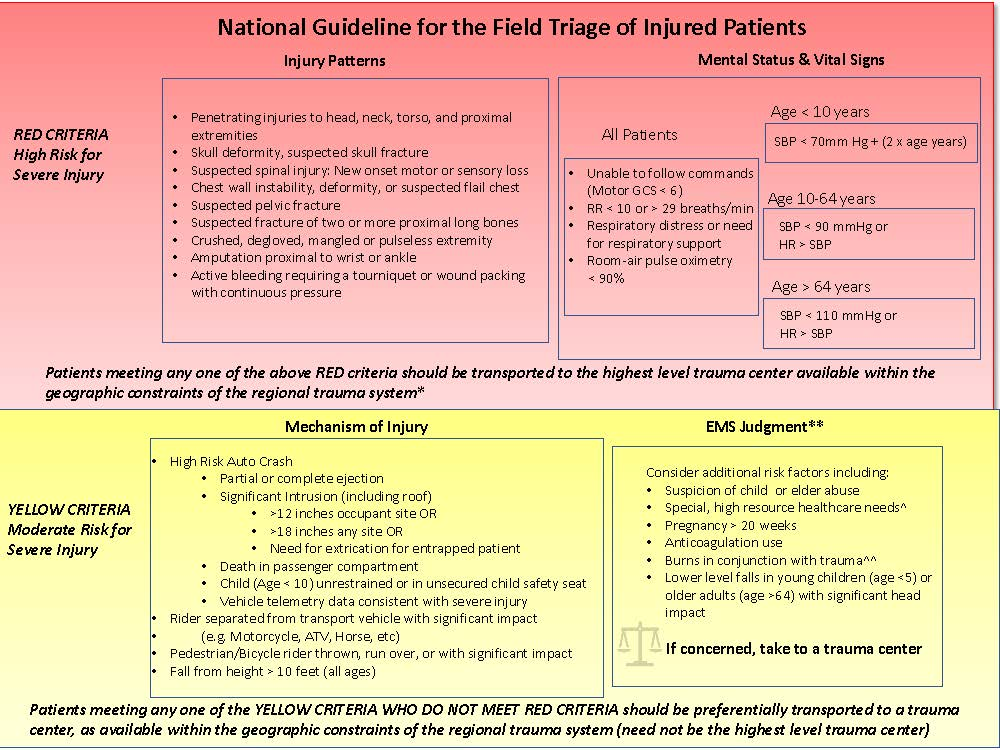 National Guideline for the Field Triage of Injured Patients
Injury Patterns
Mental Status & Vital Signs
RED CRITERIA
High Risk for
Severe Injury
• Penetrating injuries to head, neck, torso, and proximal
extremities
• Skull deformity, suspected skull fracture
• Suspected spinal injury: New onset motor or sensory loss
• Chest wall instability, deformity, or suspected flail chest
• Suspected pelvic fracture
• Suspected fracture of two or more proximal long bones
• Crushed, degloved, mangled or pulseless extremity
• Amputation proximal to wrist or ankle
• Active bleeding requiring a tourniquet or wound packing
with continuous pressure
All Patients
• Unable to follow commands
(Motor GCS < 6)
• RR < 10 or > 29 breaths/min
• Respiratory distress or need
for respiratory support
• Room-air pulse oximetry
< 90%
Age < 10 years
SBP < 70mm Hg + (2 x age years)
Age 10-64 years
SBP < 90 mmHg or
HR > SBP
Age > 64 years
SBP < 110 mmHg or
HR > SBP
Patients meeting any one of the above RED criteria should be transported to the highest level trauma center available within the
geographic constraints of the regional trauma system*
Mechanism of Injury
EMS Judgment**
YELLOW CRITERIA
Moderate Risk for
Severe Injury
• High Risk Auto Crash
• Partial or complete ejection
• Significant Intrusion (including roof)
• >12 inches occupant site OR
• >18 inches any site OR
• Need for extrication for entrapped patient
• Death in passenger compartment
• Child (Age < 10) unrestrained or in unsecured child safety seat
• Vehicle telemetry data consistent with severe injury
• Rider separated from transport vehicle with significant impact
• (e.g. Motorcycle, ATV, Horse, etc)
• Pedestrian/Bicycle rider thrown, run over, or with significant impact
• Fall from height > 10 feet (all ages)
Consider additional risk factors including:
• Suspicion of child or elder abuse
• Special, high resource healthcare needs^
• Pregnancy > 20 weeks
• Anticoagulation use
• Burns in conjunction with trauma^^
• Lower level falls in young children (age <5) or
older adults (age >64) with significant head
impact
If concerned, take to a trauma center
Patients meeting any one of the YELLOW CRITERIA WHO DO NOT MEET RED CRITERIA should be preferentially transported to a trauma
center, as available within the geographic constraints of the regional trauma system (need not be the highest level trauma center)